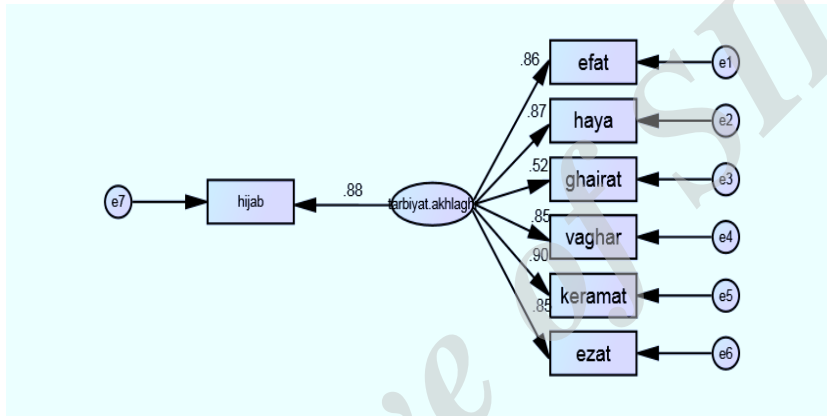 .86
efat
e1
.87
haya
e2
.52
ghairat
e3
e7
hijab
.88
tarbiyat.akhlagh
.85
vaghar
e4
.90
keramat
e5
.85
ezat
e6